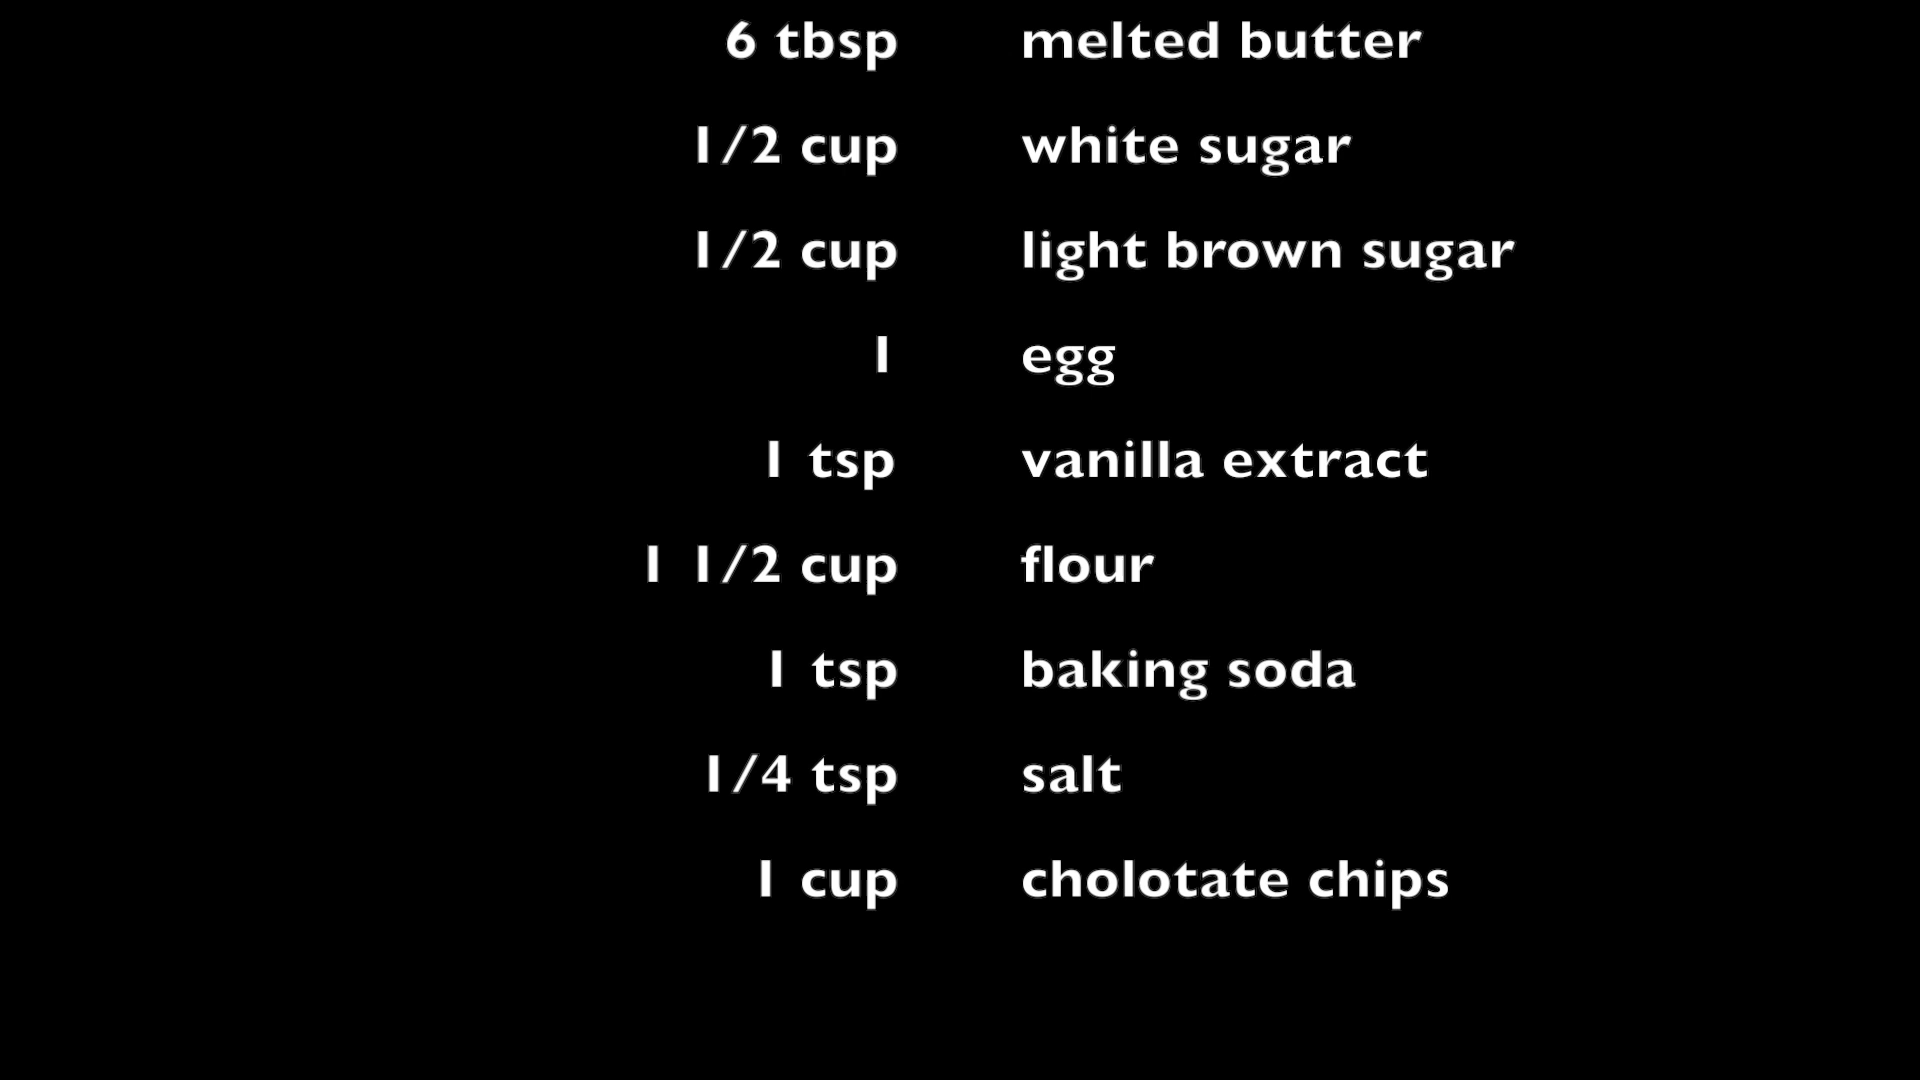 6 tbsp melted butter
1/2 cup white sugar
1/2 cup light brown sugar
1 egg
1 tsp vanilla extract
1 1/2 cup flour
1 tsp baking soda
1/4 tsp salt
1 cup cholotate chips